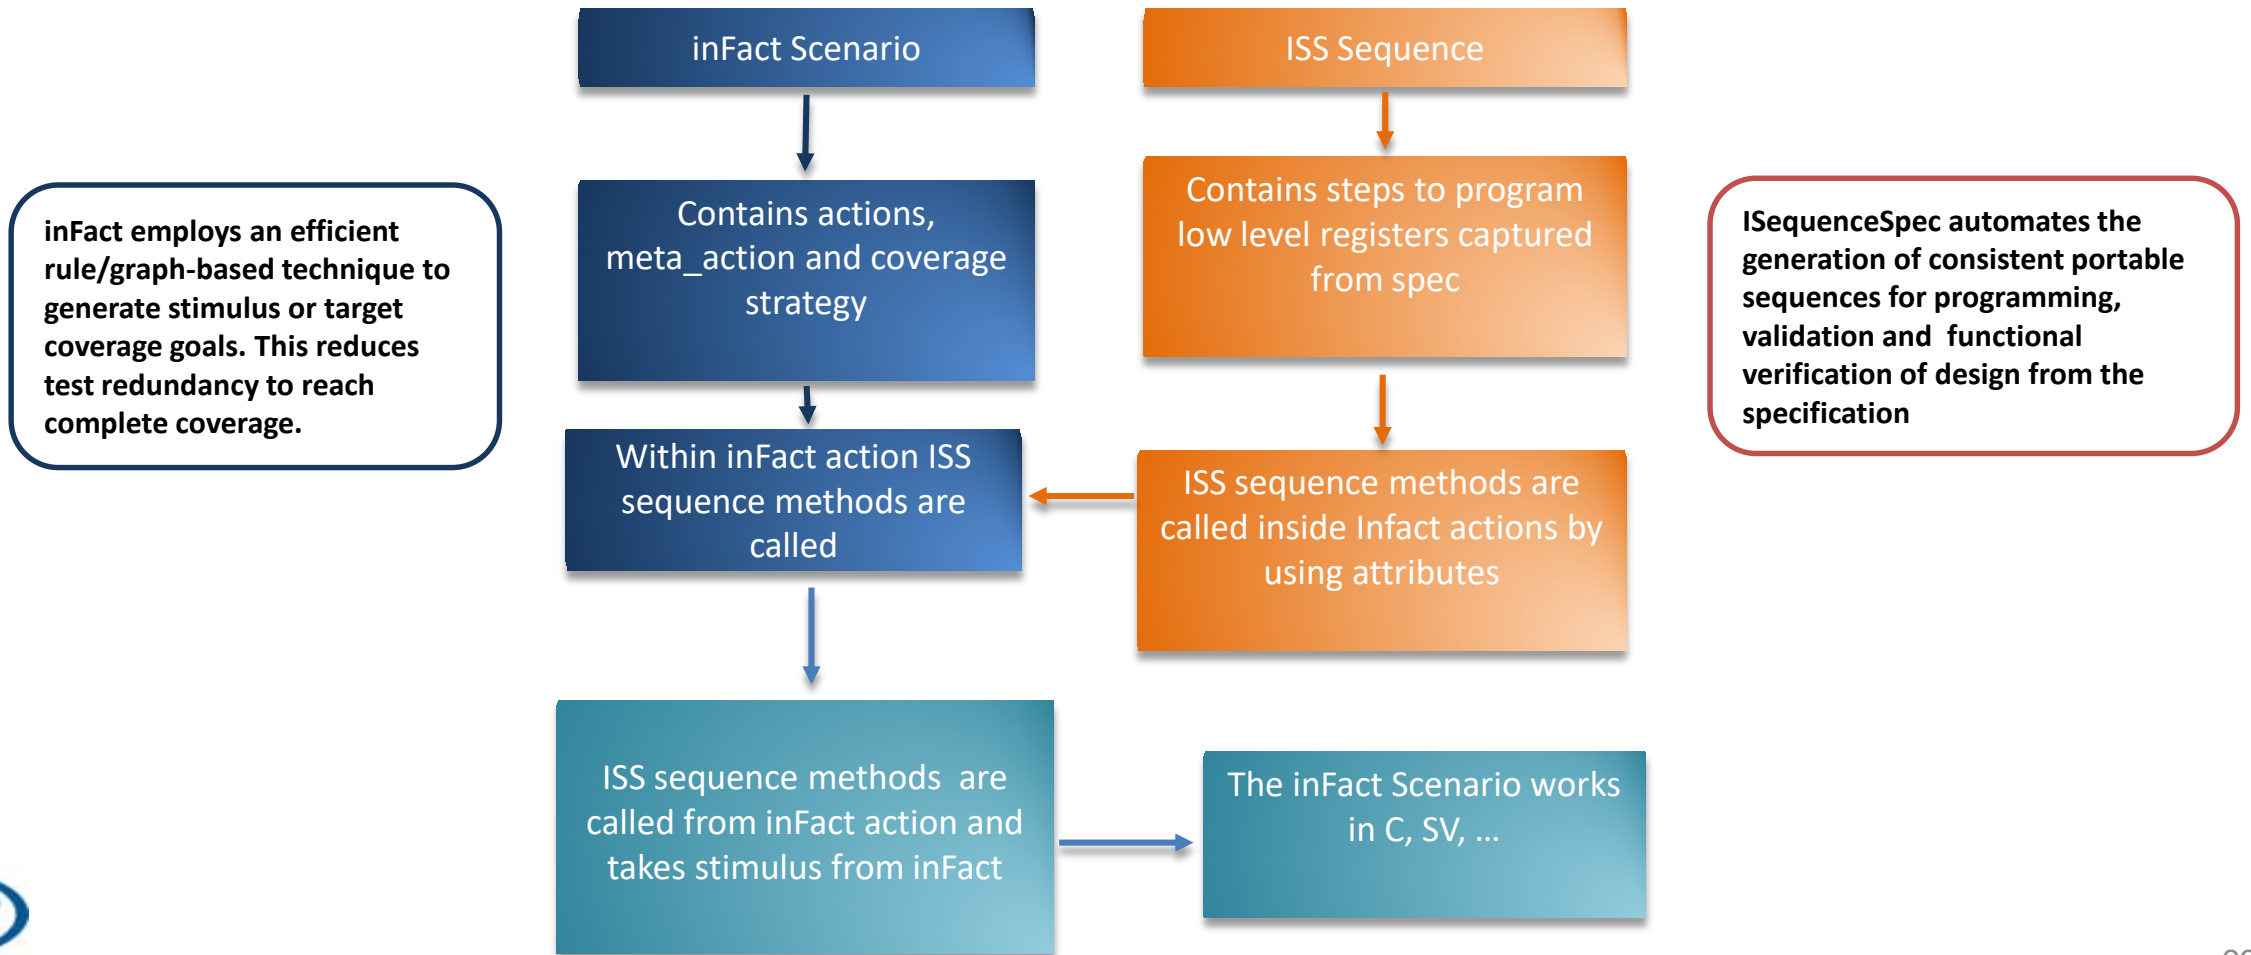 inFact Scenario
ISS Sequence
inFact employs an efficient
rule/graph-based technique to
generate stimulus or target
coverage goals. This reduces
test redundancy to reach
complete coverage.
Contains actions,
meta_action and coverage
strategy
Contains steps to program
low level registers captured
from spec
ISequenceSpec automates the
generation of consistent portable
sequences for programming,
validation and functional
verification of design from the
specification
Within inFact action ISS
sequence methods are
called
ISS sequence methods are
called inside Infact actions by
using attributes
ISS sequence methods are
called from inFact action and
takes stimulus from inFact
The inFact Scenario works
in C, SV, ...